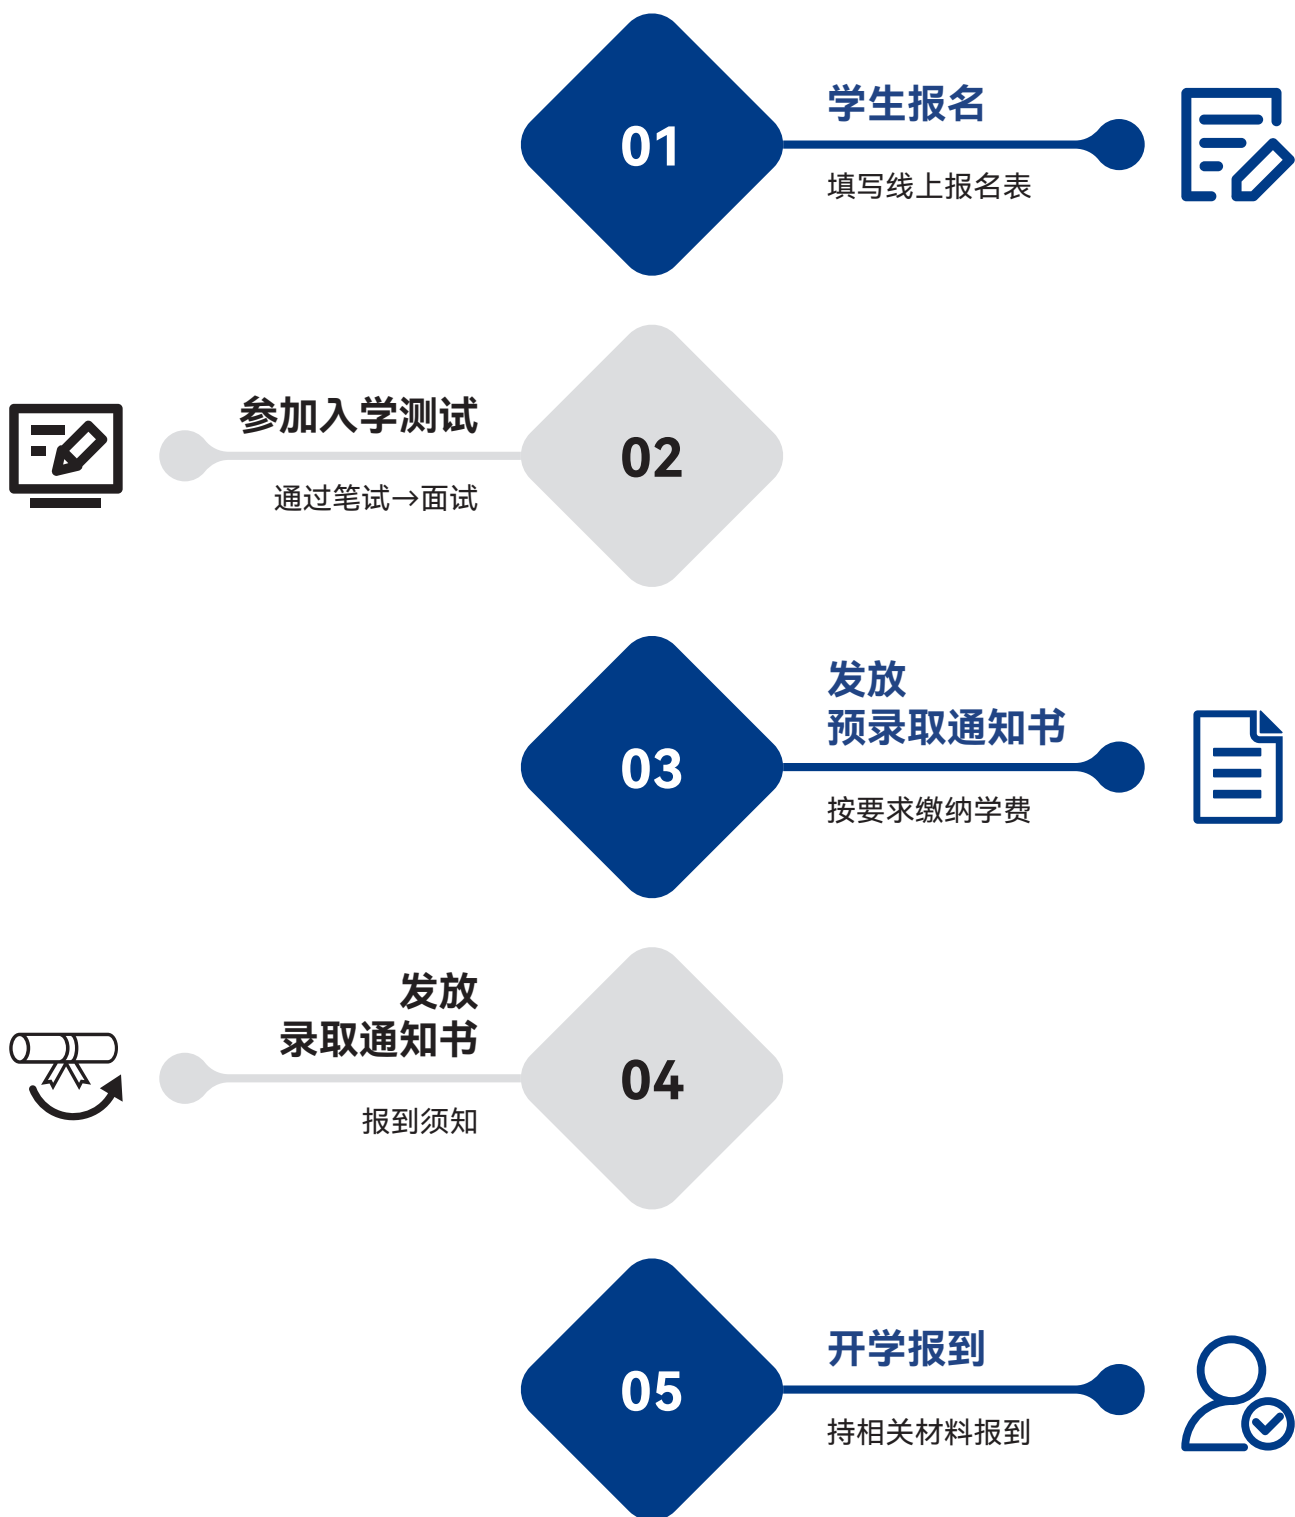 01
学生报名
填写线上报名表
02
参加入学测试
通过笔试→面试
03
发放
预录取通知书
按要求缴纳学费
04
发放
录取通知书
报到须知
05
开学报到
持相关材料报到